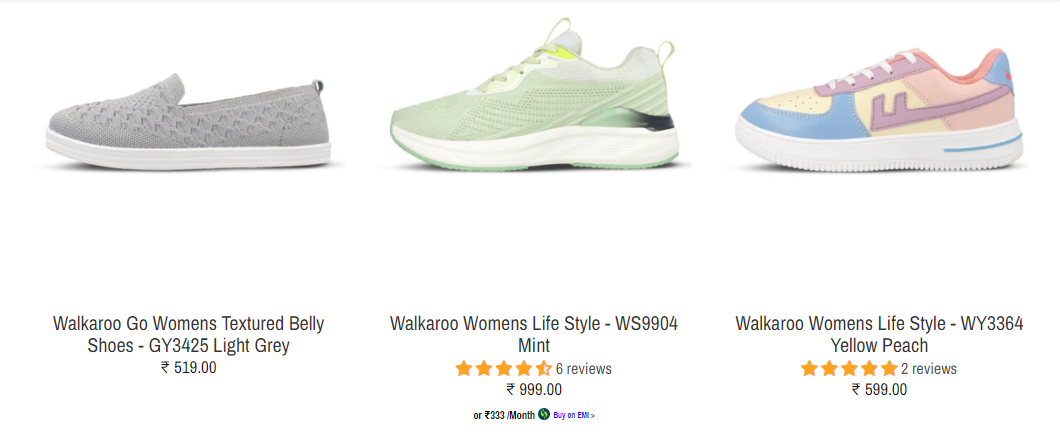 Walkaroo Go Womens Textured Belly
Shoes - GY3425 Light Grey
₹ 519.00
Walkaroo Womens Life Style - WS9904
Mint
6 reviews
₹ 999.00
or ₹333 /Month Buy on EMI >
Walkaroo Womens Life Style - WY3364
Yellow Peach
2 reviews
₹ 599.00